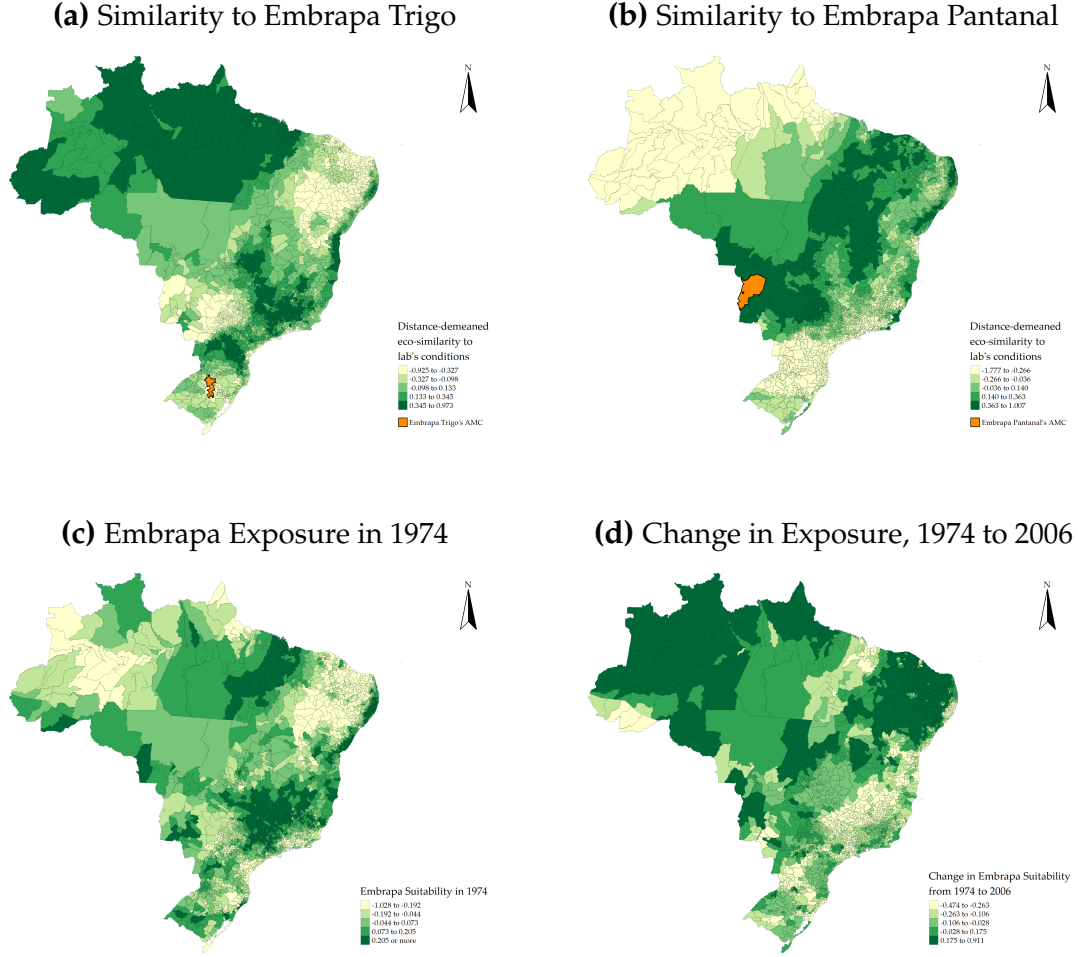 (a) Similarity to Embrapa Trigo
(b) Similarity to Embrapa Pantanal
N
N
Distance-demeaned
eco-similarity to
lab's conditions
-0.925 to -0.327
-0.327 to -0.098
-0.098 to 0.133
0.133 to 0.345
0.345 to 0.973
Embrapa Trigo's AMC
Distance-demeaned
eco-similarity to
lab's conditions
-1.777 to -0.266
-0.266 to -0.036
-0.036 to 0.140
0.140 to 0.363
0.363 to 1.007
Embrapa Pantanal's AMC
(c) Embrapa Exposure in 1974
(d) Change in Exposure, 1974 to 2006
N
N
Embrapa Suitability in 1974
-1.028 to -0.192
-0.192 to -0.044
-0.044 to 0.073
0.073 to 0.205
0.205 or more
Change in Embrapa Suitability
from 1974 to 2006
-0.474 to -0.263
-0.263 to -0.106
-0.106 to -0.028
-0.028 to 0.175
0.175 to 0.911